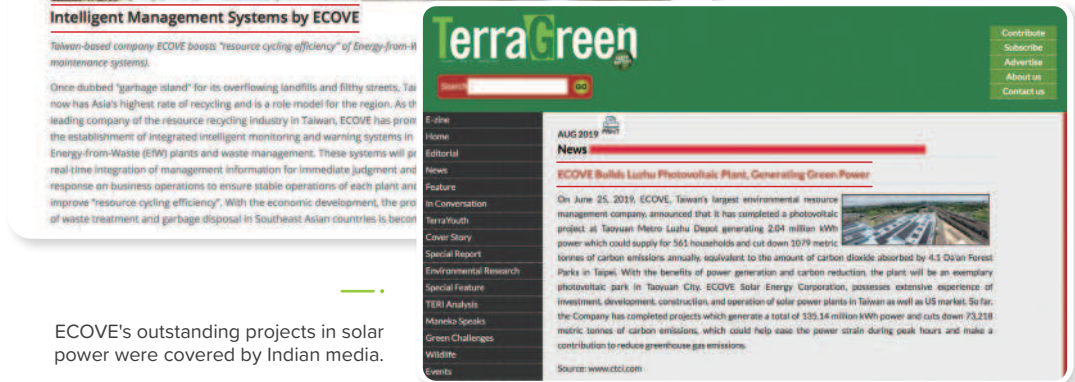 Intelligent Management Systems by ECOVE
Taiwan-based company ECOVE boosts "resource cycling efficiency" of Energy-from-W
maintenance systems).
Once dubbed "garbage island" for its overflowing landfills and filthy streets, Tai
now has Asia's highest rate of recycling and is a role model for the region. As th
leading company of the resource recycling industry in Taiwan, ECOVE has prom
the establishment of integrated intelligent monitoring and warning systems in
Energy-from-Waste (EfW) plants and waste management. These systems will pr
real-time integration of management information for immediate judgment and
response on business operations to ensure stable operations of each plant and
improve "resource cycling efficiency". With the economic development, the pro
of waste treatment and garbage disposal in Southeast Asian countries is becom
ECOVE's outstanding projects in solar
power were covered by Indian media.
TerraGreen
Search
GO
Contribute
Subscribe
Advertise
About us
Contact us
E-zine
Home
Editorial
News
Feature
In Conversation
TerraYouth
Cover Story
Special Report
Environmental Research
Special Feature
TERI Analysis
Maneka Speaks
Green Challenges
Wildlife
Events
AUG 2019
PRINT
News
ECOVE Builds Luzhu Photovoltaic Plant, Generating Green Power
On June 25, 2019, ECOVE, Taiwan's largest environmental resource
management company, announced that it has completed a photovoltaic
project at Taoyuan Metro Luzhu Depot generating 2.04 million kWh
power which could supply for 561 households and cut down 1079 metric
tonnes of carbon emissions annually, equivalent to the amount of carbon dioxide absorbed by 4.1 Da'an Forest
Parks in Taipei. With the benefits of power generation and carbon reduction, the plant will be an exemplary
photovoltaic park in Taoyuan City. ECOVE Solar Energy Corporation, possesses extensive experience of
investment, development, construction, and operation of solar power plants in Taiwan as well as US market. So far,
the Company has completed projects which generate a total of 135.14 million kWh power and cuts down 73,218
metric tonnes of carbon emissions, which could help ease the power strain during peak hours and make a
contribution to reduce greenhouse gas emissions.
Source: www.ctci.com